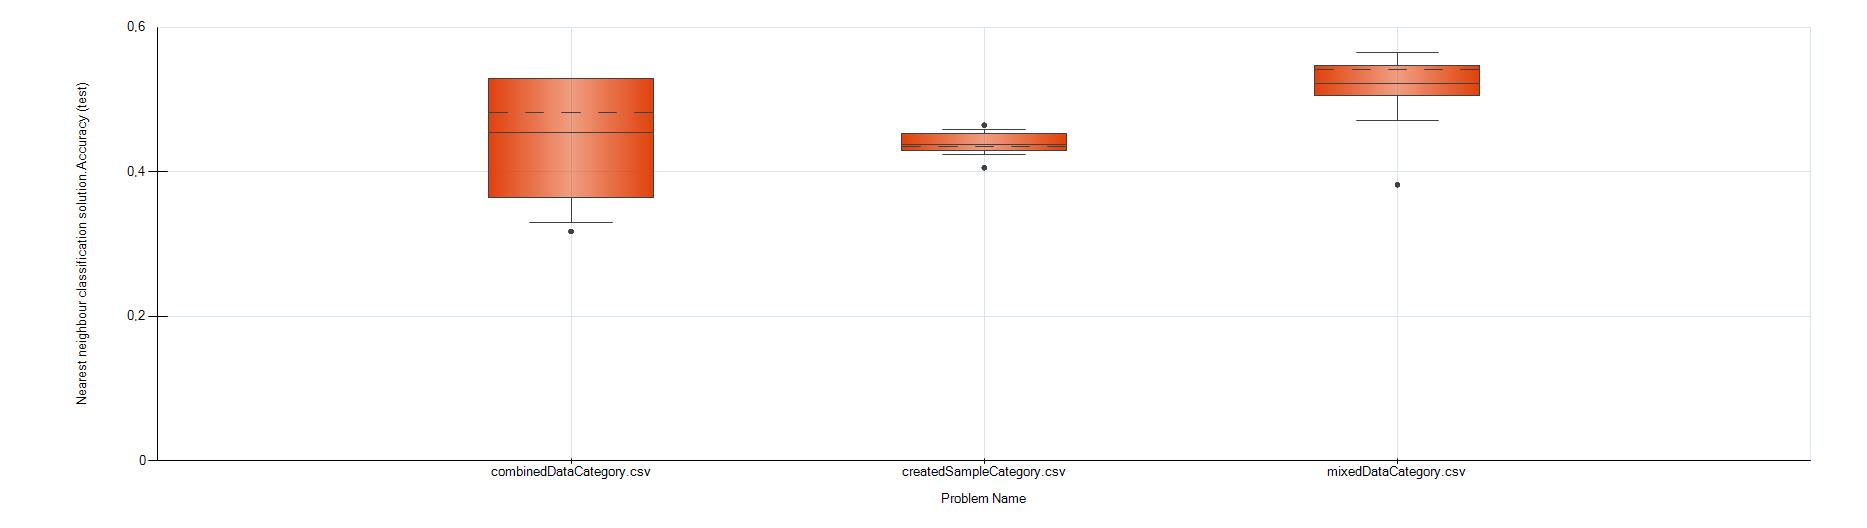 Nearest neighbour classification solution.Accuracy (test)
0,6
0,4
0,2
0
combinedDataCategory.csv
createdSampleCategory.csv
mixedDataCategory.csv
Problem Name